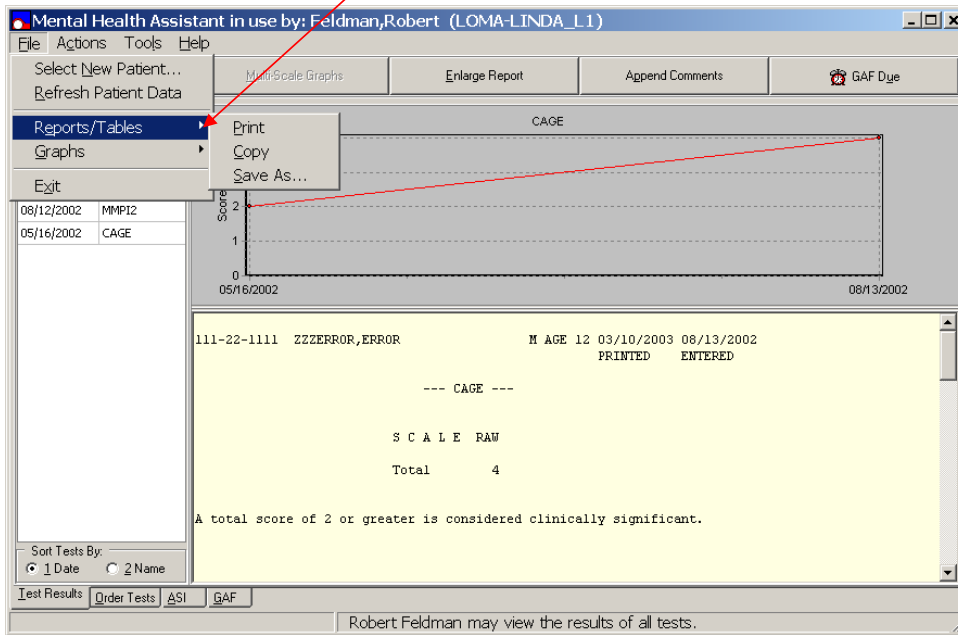 Mental Health Assistant in use by: Feldman,Robert (LOMA-LINDA_L1)
File Actions Tools Help
Select New Patient...
Refresh Patient Data
Reports/Tables
Graphs
Exit
Print
Copy
Save As...
Multi-Scale Graphs Enlarge Report Append Comments GAF Due
CAGE
Score
2
1
0
05/16/2002 08/13/2002
08/12/2002 MMPI2
05/16/2002 CAGE
111-22-1111 ZZZERROR,ERROR M AGE 12 03/10/2003 08/13/2002
PRINTED ENTERED
--- CAGE ---
S C A L E RAW
Total 4
A total score of 2 or greater is considered clinically significant.
Sort Tests By:
1 Date 2 Name
Test Results Order Tests ASI GAF
Robert Feldman may view the results of all tests.